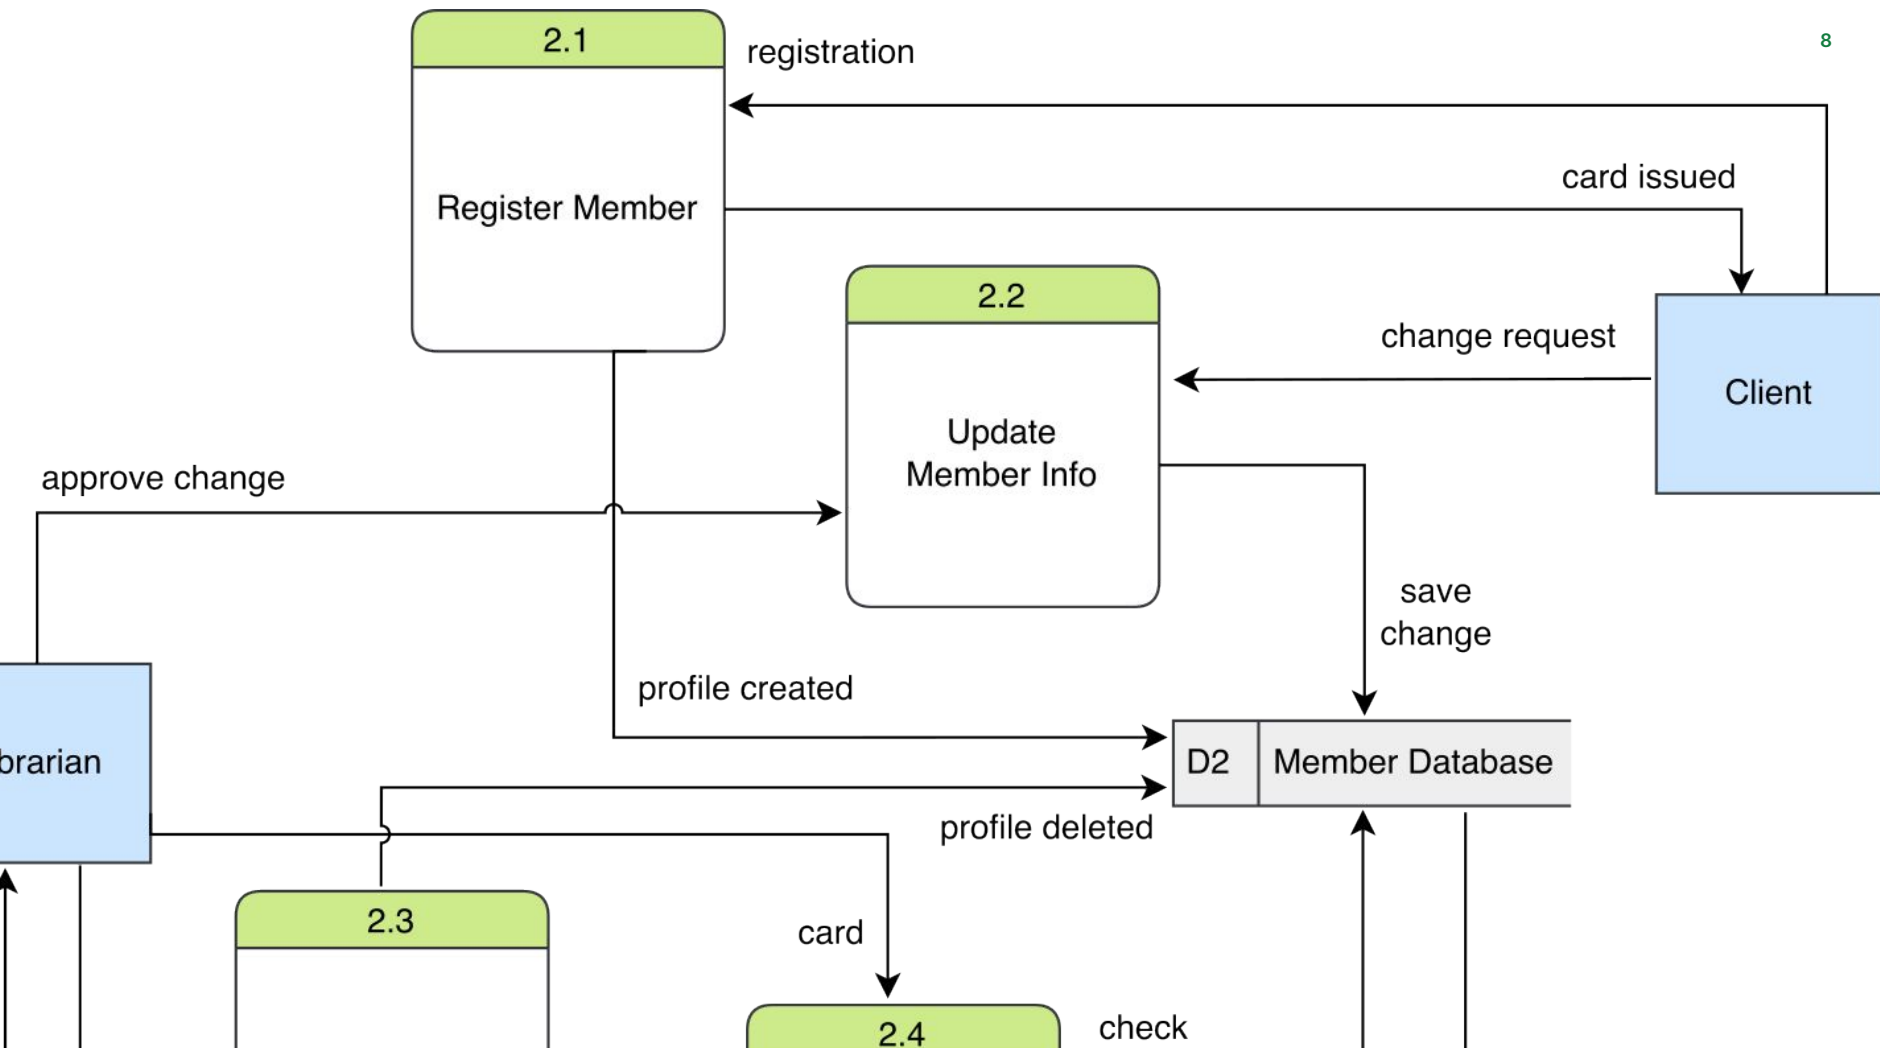 2.1
registration
8
card issued
Register Member
2.2
change request
Client
Update
Member Info
approve change
save
change
profile created
brarian
D2
Member Database
profile deleted
2.3
card
2.4
check